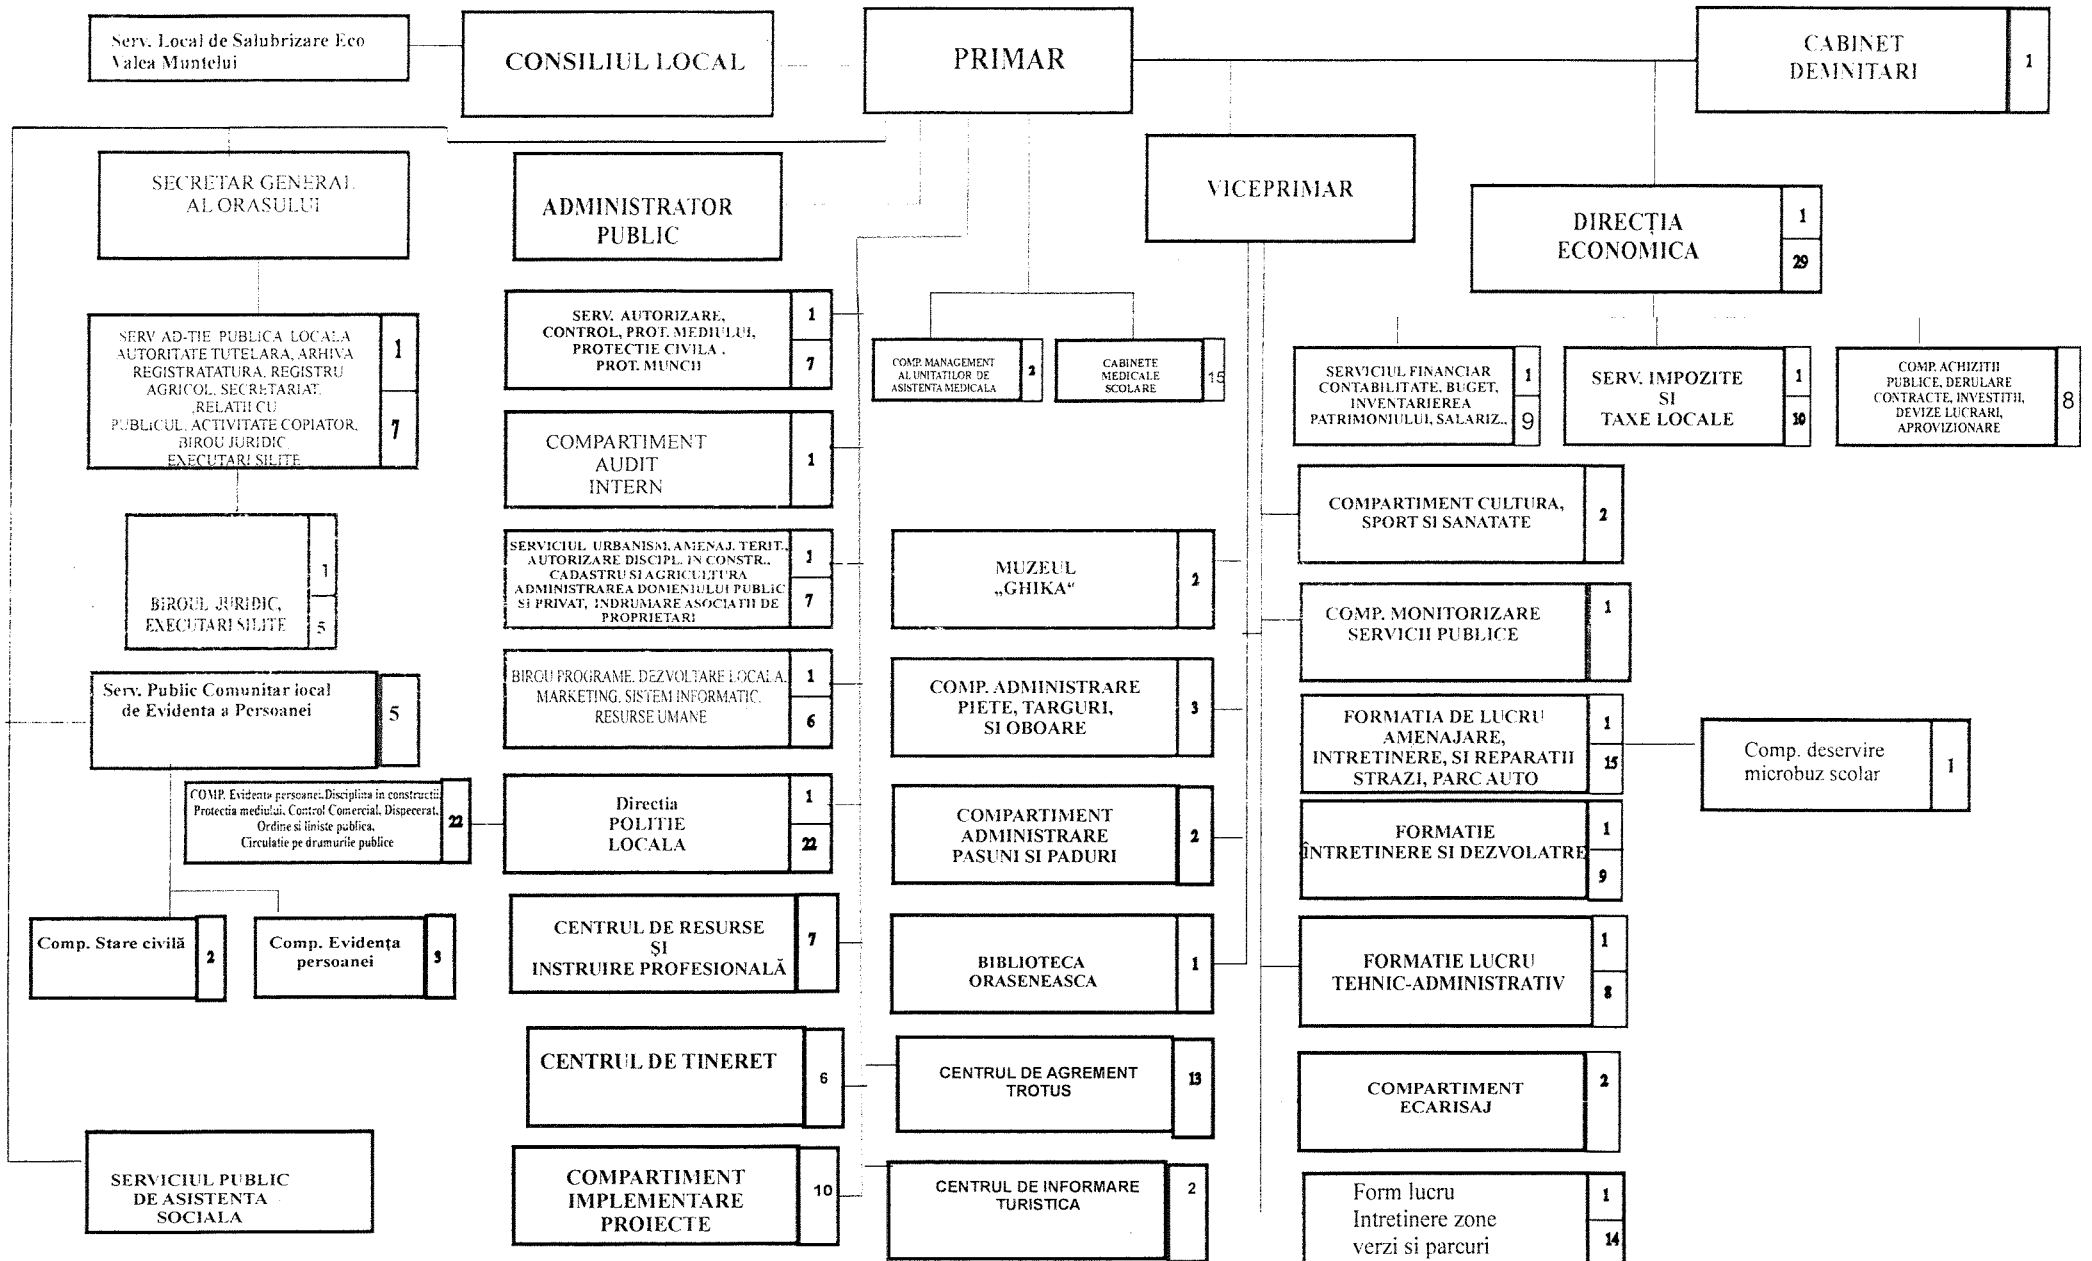 Serv. Local de Salubrizare Eco
Valea Muntelui
CONSILIUL LOCAL
PRIMAR
CABINET
DEMNITARI
1
SECRETAR GENERAL
AL ORASULUI
ADMINISTRATOR
PUBLIC
VICEPRIMAR
DIRECȚIA
ECONOMICA
1
29
SERV AD-TIE PUBLICA LOCALA
AUTORITATE TUTELARA, ARHIVA
REGISTRATATURA, REGISTRU
AGRICOL, SECRETARIAT
,RELATII CU
PUBLICUL, ACTIVITATE COPIATOR,
BIROU JURIDIC
EXECUTARI SILITE
1
7
SERV. AUTORIZARE,
CONTROL, PROT. MEDIULUI,
PROTECTIE CIVILA ,
PROT. MUNCII
1
7
COMP. MANAGEMENT
AL UNITATILOR DE
ASISTENTA MEDICALA
2
CABINETE
MEDICALE
SCOLARE
15
SERVICIUL FINANCIAR
CONTABILITATE, BUGET,
INVENTARIEREA
PATRIMONIULUI, SALARIZ..
1
9
SERV. IMPOZITE
SI
TAXE LOCALE
1
10
COMP. ACHIZITII
PUBLICE, DERULARE
CONTRACTE, INVESTITII,
DEVIZE LUCRARI,
APROVIZIONARE
8
COMPARTIMENT
AUDIT
INTERN
1
COMPARTIMENT CULTURA,
SPORT SI SANATATE
2
BIROUL JURIDIC,
EXECUTARI SILITE
1
5
SERVICIUL URBANISM, AMENAJ. TERIT.,
AUTORIZARE DISCIPL. IN CONSTR.,
CADASTRU SI AGRICULTURA
ADMINISTRAREA DOMENIULUI PUBLIC
SI PRIVAT, INDRUMARE ASOCIATII DE
PROPRIETARI
1
7
MUZEUL
„GHIKA“
2
COMP. MONITORIZARE
SERVICII PUBLICE
1
Serv. Public Comunitar local
de Evidenta a Persoanei
5
BIROU PROGRAME, DEZVOLTARE LOCALA,
MARKETING, SISTEM INFORMATIC,
RESURSE UMANE
1
6
COMP. ADMINISTRARE
PIETE, TARGURI,
SI OBOARE
3
FORMATIA DE LUCRU
AMENAJARE,
INTRETINERE, SI REPARATII
STRAZI, PARC AUTO
1
15
Comp. deservire
microbuz scolar
1
COMP. Evidenta persoanei,Disciplina in constructii
Protectia mediului, Control Comercial, Dispecerat,
Ordine si liniste publica,
Circulatie pe drumurile publice
22
Directia
POLITIE
LOCALA
1
22
COMPARTIMENT
ADMINISTRARE
PASUNI SI PADURI
2
FORMATIE
ÎNTRETINERE SI DEZVOLATRE
1
9
Comp. Stare civilă
2
Comp. Evidența
persoanei
3
CENTRUL DE RESURSE
ȘI
INSTRUIRE PROFESIONALĂ
7
BIBLIOTECA
ORASENEASCA
1
FORMATIE LUCRU
TEHNIC-ADMINISTRATIV
1
8
CENTRUL DE TINERET
6
CENTRUL DE AGREMENT
TROTUS
13
COMPARTIMENT
ECARISAJ
2
SERVICIUL PUBLIC
DE ASISTENTA
SOCIALA
COMPARTIMENT
IMPLEMENTARE
PROIECTE
10
CENTRUL DE INFORMARE
TURISTICA
2
Form lucru
Intretinere zone
verzi si parcuri
1
14